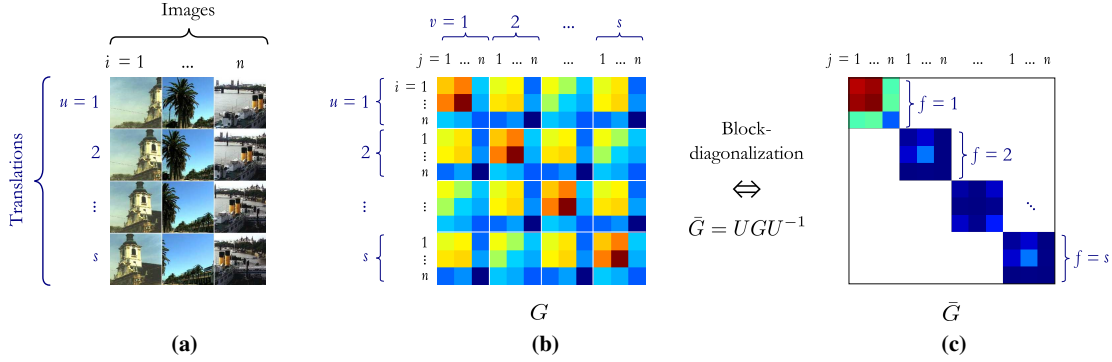 Images
i = 1 ... n
Translations
u = 1
2
⋮
s
(a)
v = 1 2 ... s
j = 1 ... n 1 ... n ... 1 ... n
i = 1
⋮
n
u = 1
1
⋮
n
2
⋮
⋮
1
⋮
n
s
G
(b)
Block-
diagonalization
⇔
Ḡ = UGU⁻¹
j = 1 ... n 1 ... n ... 1 ... n
f = 1
f = 2
⋱
f = s
Ḡ
(c)